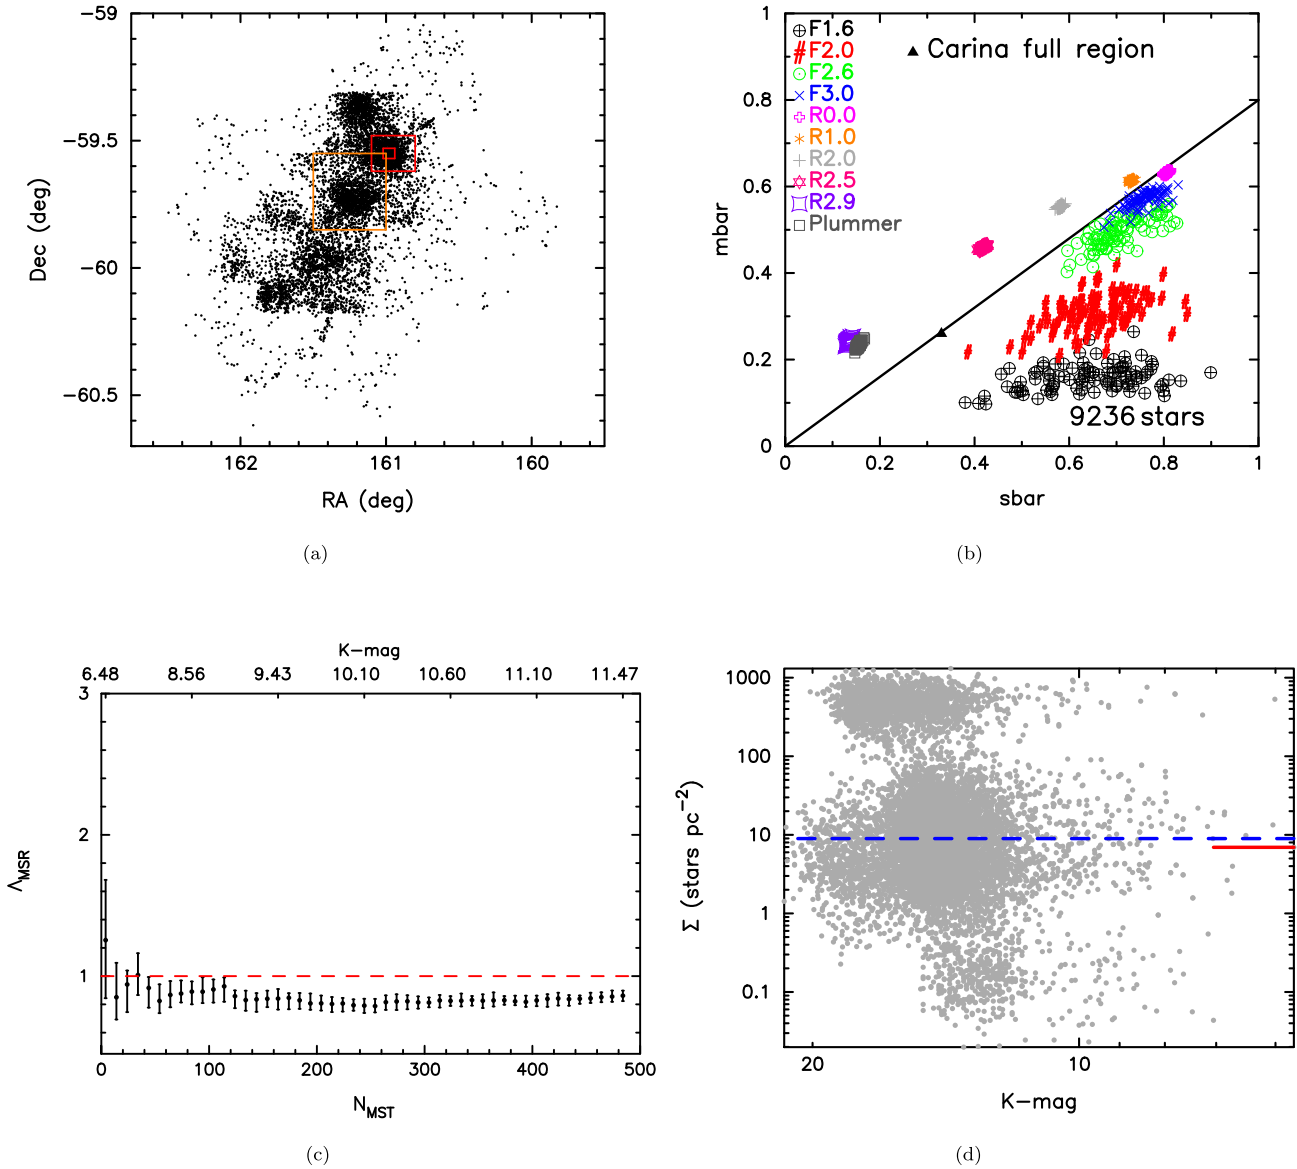 −59
−59.5
−60
−60.5
Dec (deg)
162
161
160
RA (deg)
(a)
1
0.8
0.6
0.4
0.2
0
mbar
F1.6
F2.0
F2.6
F3.0
R0.0
R1.0
R2.0
R2.5
R2.9
Plummer
Carina full region
9236 stars
0
0.2
0.4
0.6
0.8
1
sbar
(b)
K−mag
6.48
8.56
9.43
10.10
10.60
11.10
11.47
3
2
1
Λ_MSR
0
100
200
300
400
500
N_MST
(c)
1000
100
10
1
0.1
Σ (stars pc⁻²)
20
10
K−mag
(d)